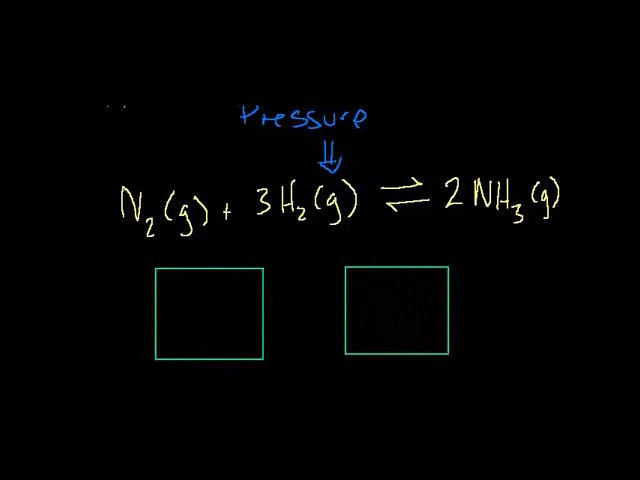 Pressure
N₂(g) + 3H₂(g) ⇌ 2NH₃(g)